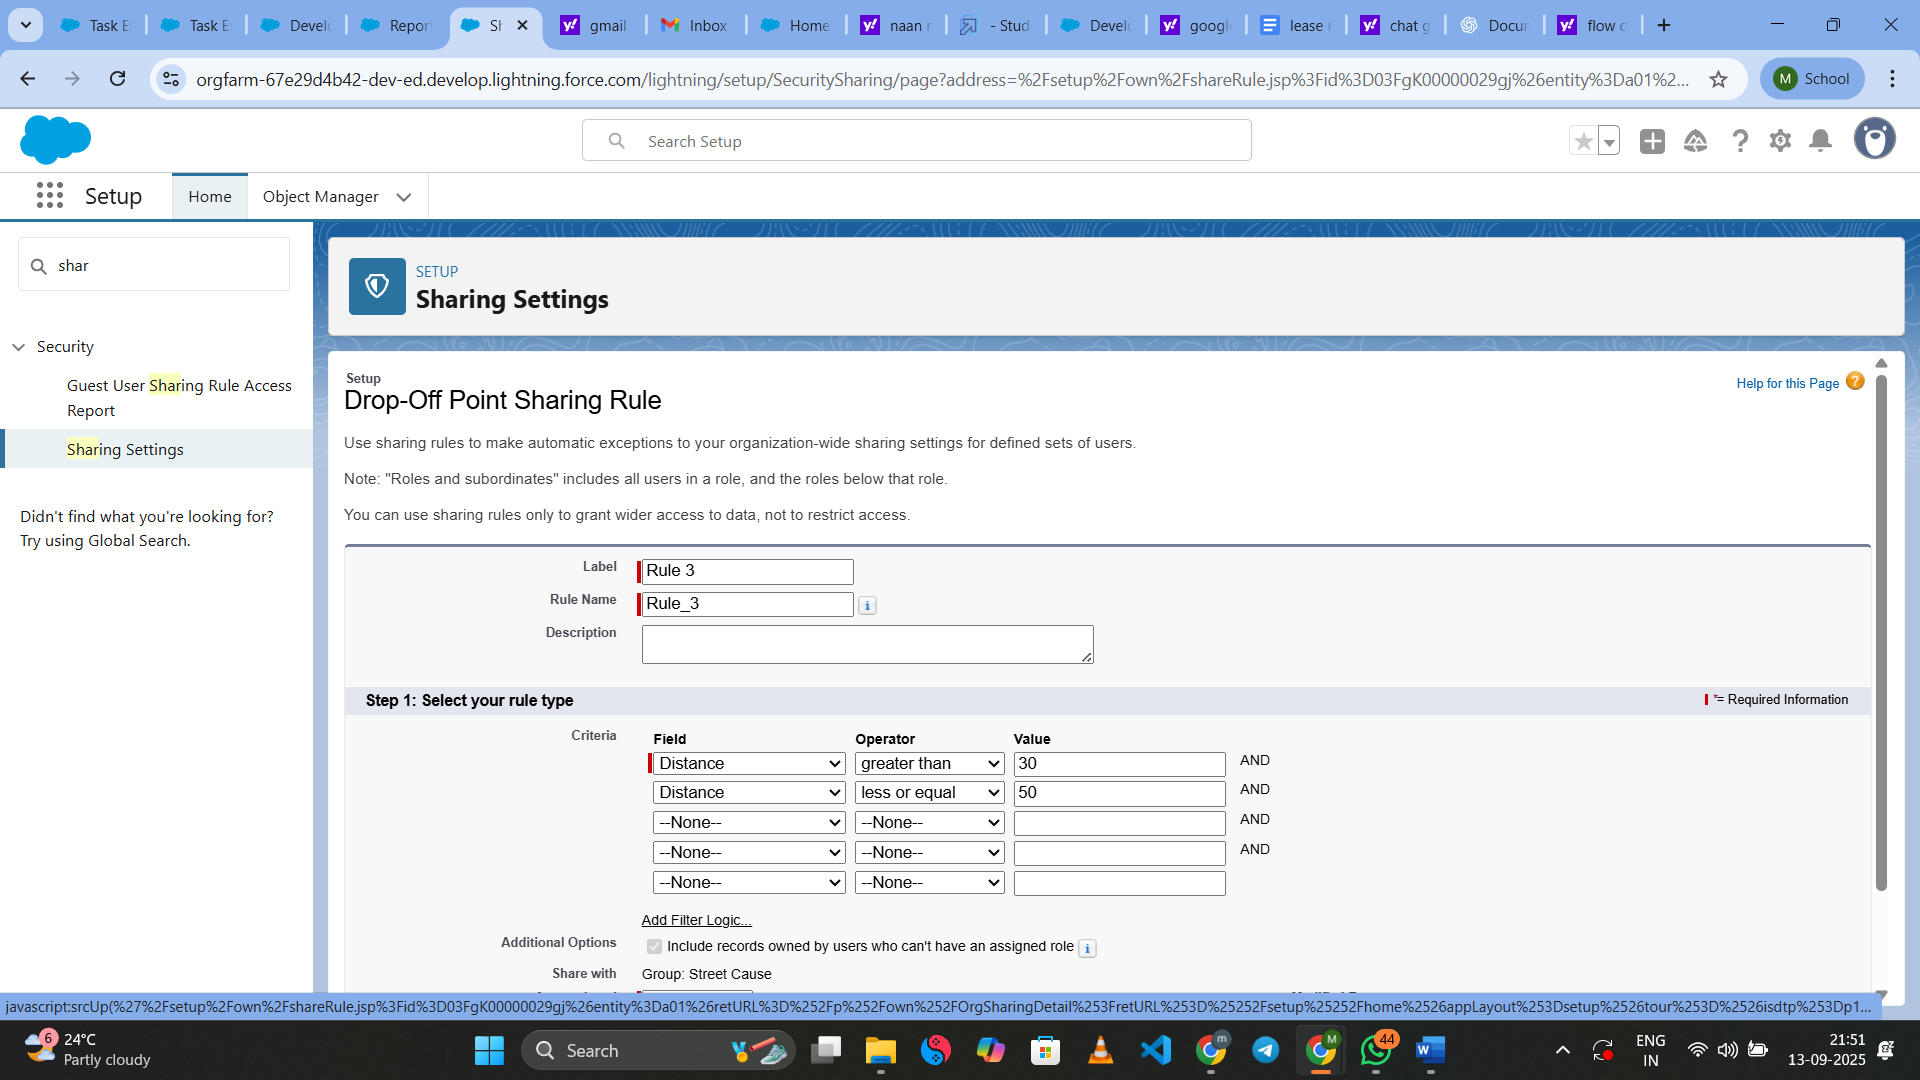 Task E
Task E
Develo
Report
Sh
gmail
Inbox
Home
naan r
- Stud
Develo
google
lease r
chat g
Docum
flow c
orgfarm-67e29d4b42-dev-ed.develop.lightning.force.com/lightning/setup/SecuritySharing/page?address=%2Fsetup%2Fown%2FshareRule.jsp%3Fid%3D03FgK00000029gj%26entity%3Da01%2...
M School
Search Setup
Setup
Home
Object Manager
shar
Security
Guest User Sharing Rule Access
Report
Sharing Settings
Didn't find what you're looking for?
Try using Global Search.
SETUP
Sharing Settings
Setup
Drop-Off Point Sharing Rule
Help for this Page ?
Use sharing rules to make automatic exceptions to your organization-wide sharing settings for defined sets of users.
Note: "Roles and subordinates" includes all users in a role, and the roles below that role.
You can use sharing rules only to grant wider access to data, not to restrict access.
Label Rule 3
Rule Name Rule_3 i
Description
Step 1: Select your rule type
*= Required Information
Criteria
Field Operator Value
Distance greater than 30 AND
Distance less or equal 50 AND
--None-- --None-- AND
--None-- --None-- AND
--None-- --None--
Add Filter Logic...
Additional Options Include records owned by users who can't have an assigned role i
Share with Group: Street Cause
javascript:srcUp(%27%2Fsetup%2Fown%2FshareRule.jsp%3Fid%3D03FgK00000029gj%26entity%3Da01%26retURL%3D%252Fp%252Fown%252FOrgSharingDetail%253FretURL%253D%25252Fsetup%25252Fhome%2526appLayout%253Dsetup%2526tour%253D%2526isdtp%253Dp1...
6
24°C
Partly cloudy
Search
m
M
44
ENG
IN
21:51
13-09-2025